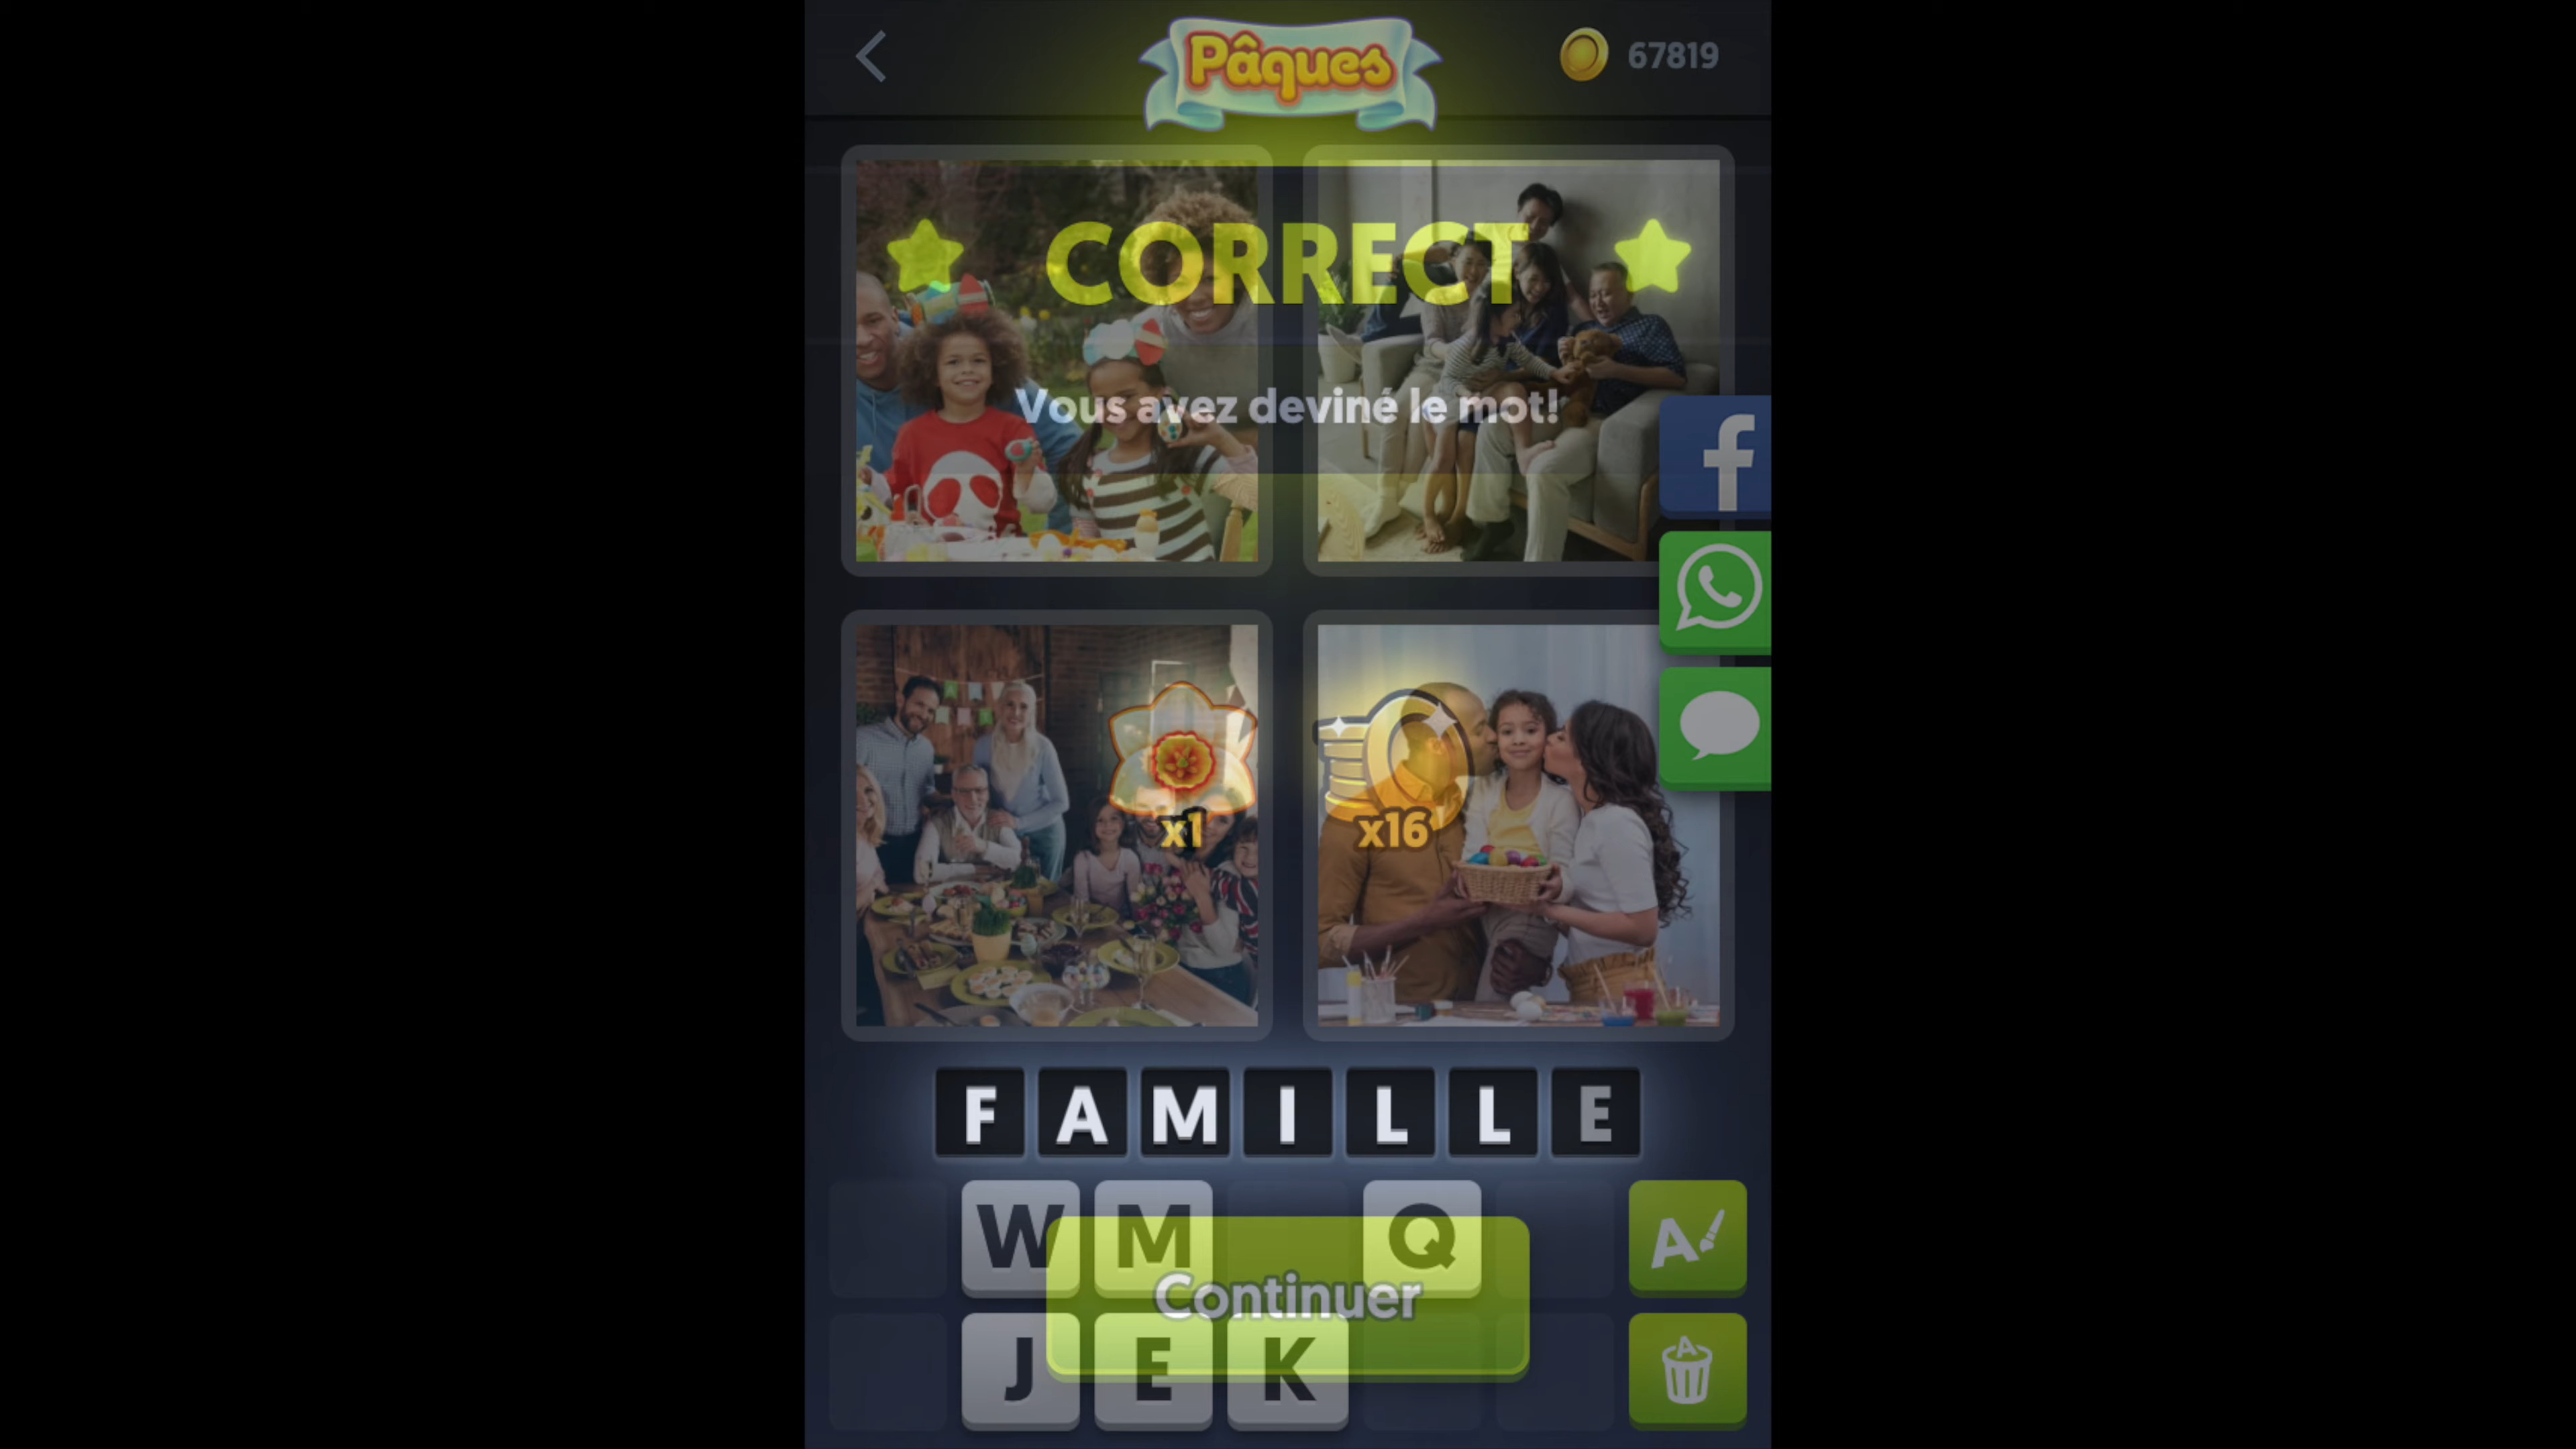 Pâques
67819
CORRECT
Vous avez deviné le mot!
f
x1
x16
F A M I L L E
W M Q A
Continuer
J E K A